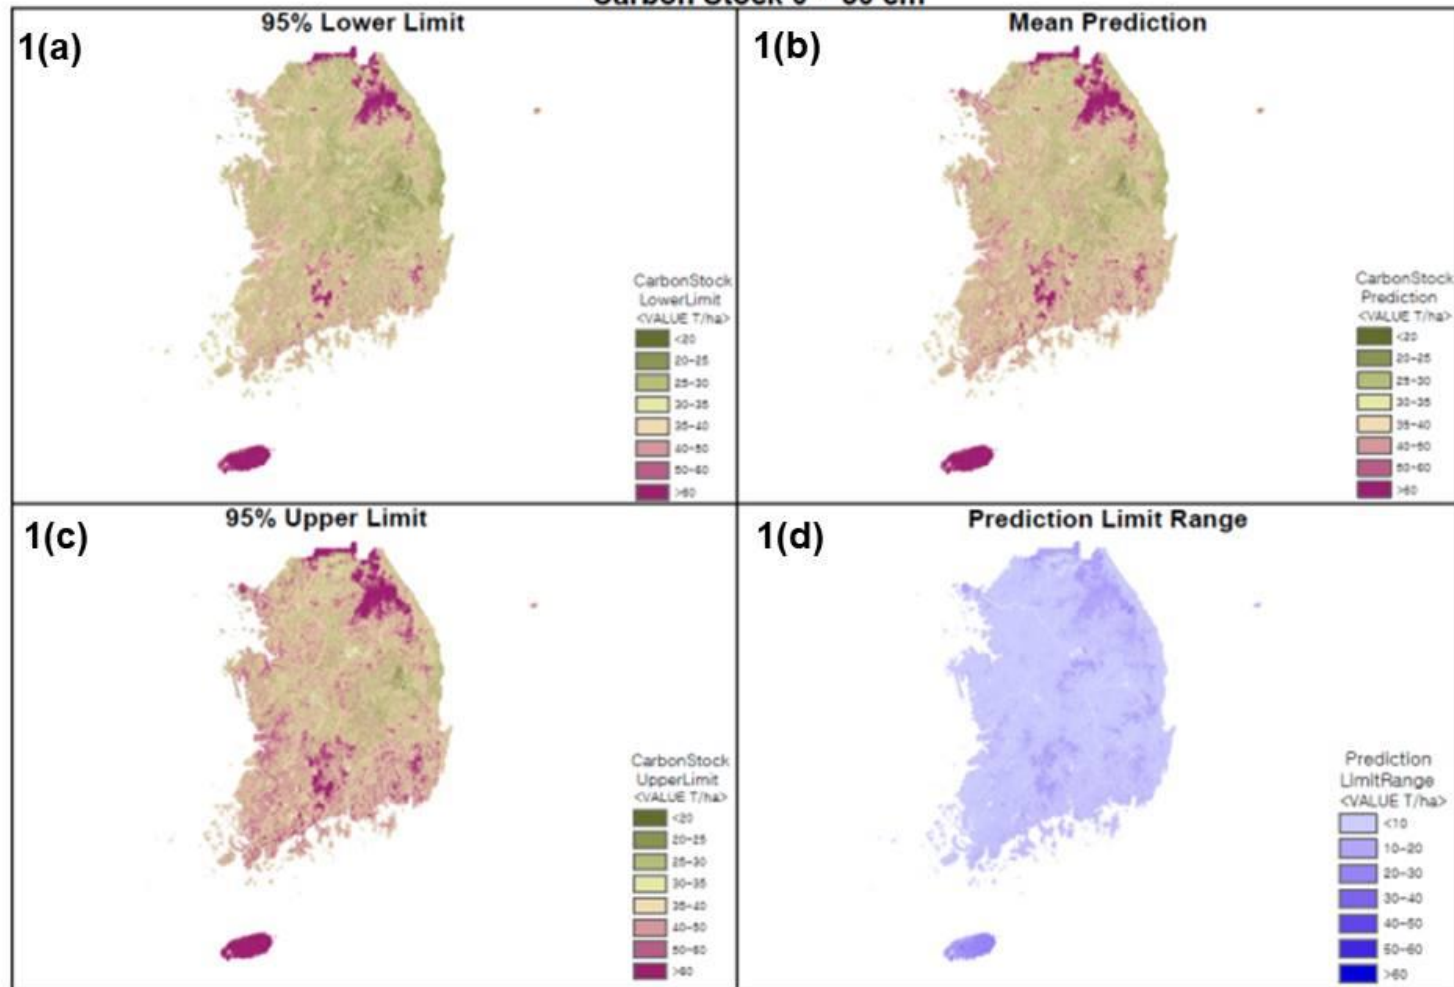 Carbon Stock cm
1(a)
95% Lower Limit
CarbonStock
LowerLimit
<VALUE T/ha>
<20
20-25
25-30
30-35
35-40
40-50
50-60
>60
1(b)
Mean Prediction
CarbonStock
Prediction
<VALUE T/ha>
<20
20-25
25-30
30-35
35-40
40-50
50-60
>60
1(c)
95% Upper Limit
CarbonStock
UpperLimit
<VALUE T/ha>
<20
20-25
25-30
30-35
35-40
40-50
50-60
>60
1(d)
Prediction Limit Range
Prediction
LimitRange
<VALUE T/ha>
<10
10-20
20-30
30-40
40-50
50-60
>60